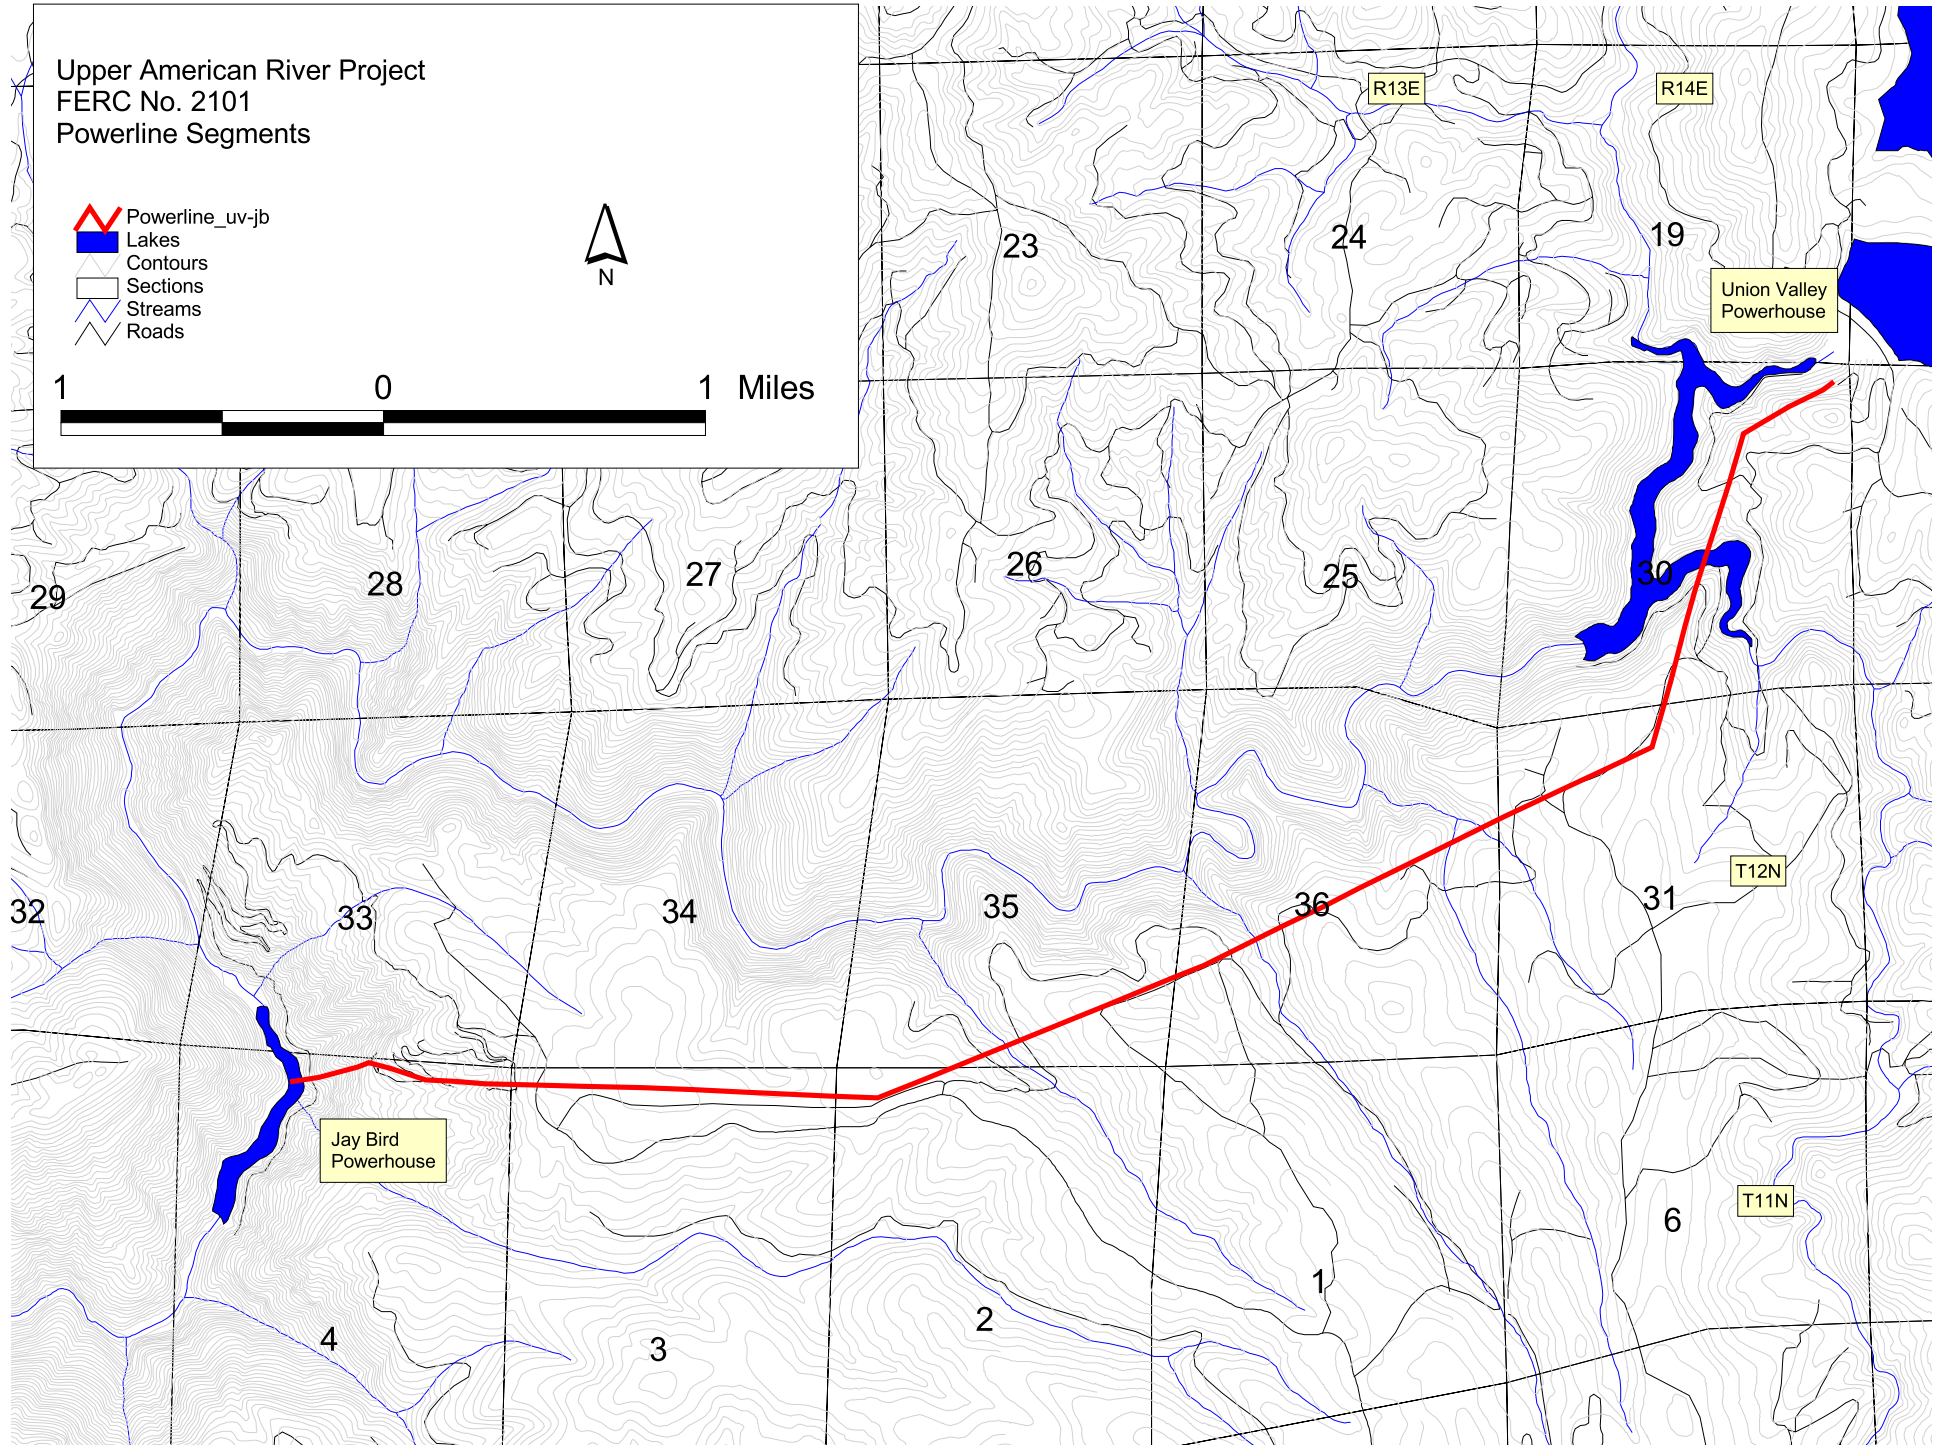 Upper American River Project
FERC No. 2101
Powerline Segments
Powerline_uv-jb
Lakes
Contours
Sections
Streams
Roads
N
1 0 1 Miles
R13E
R14E
23
24
19
Union Valley
Powerhouse
29
28
27
26
25
30
32
33
34
35
36
31
T12N
Jay Bird
Powerhouse
T11N
6
1
2
3
4